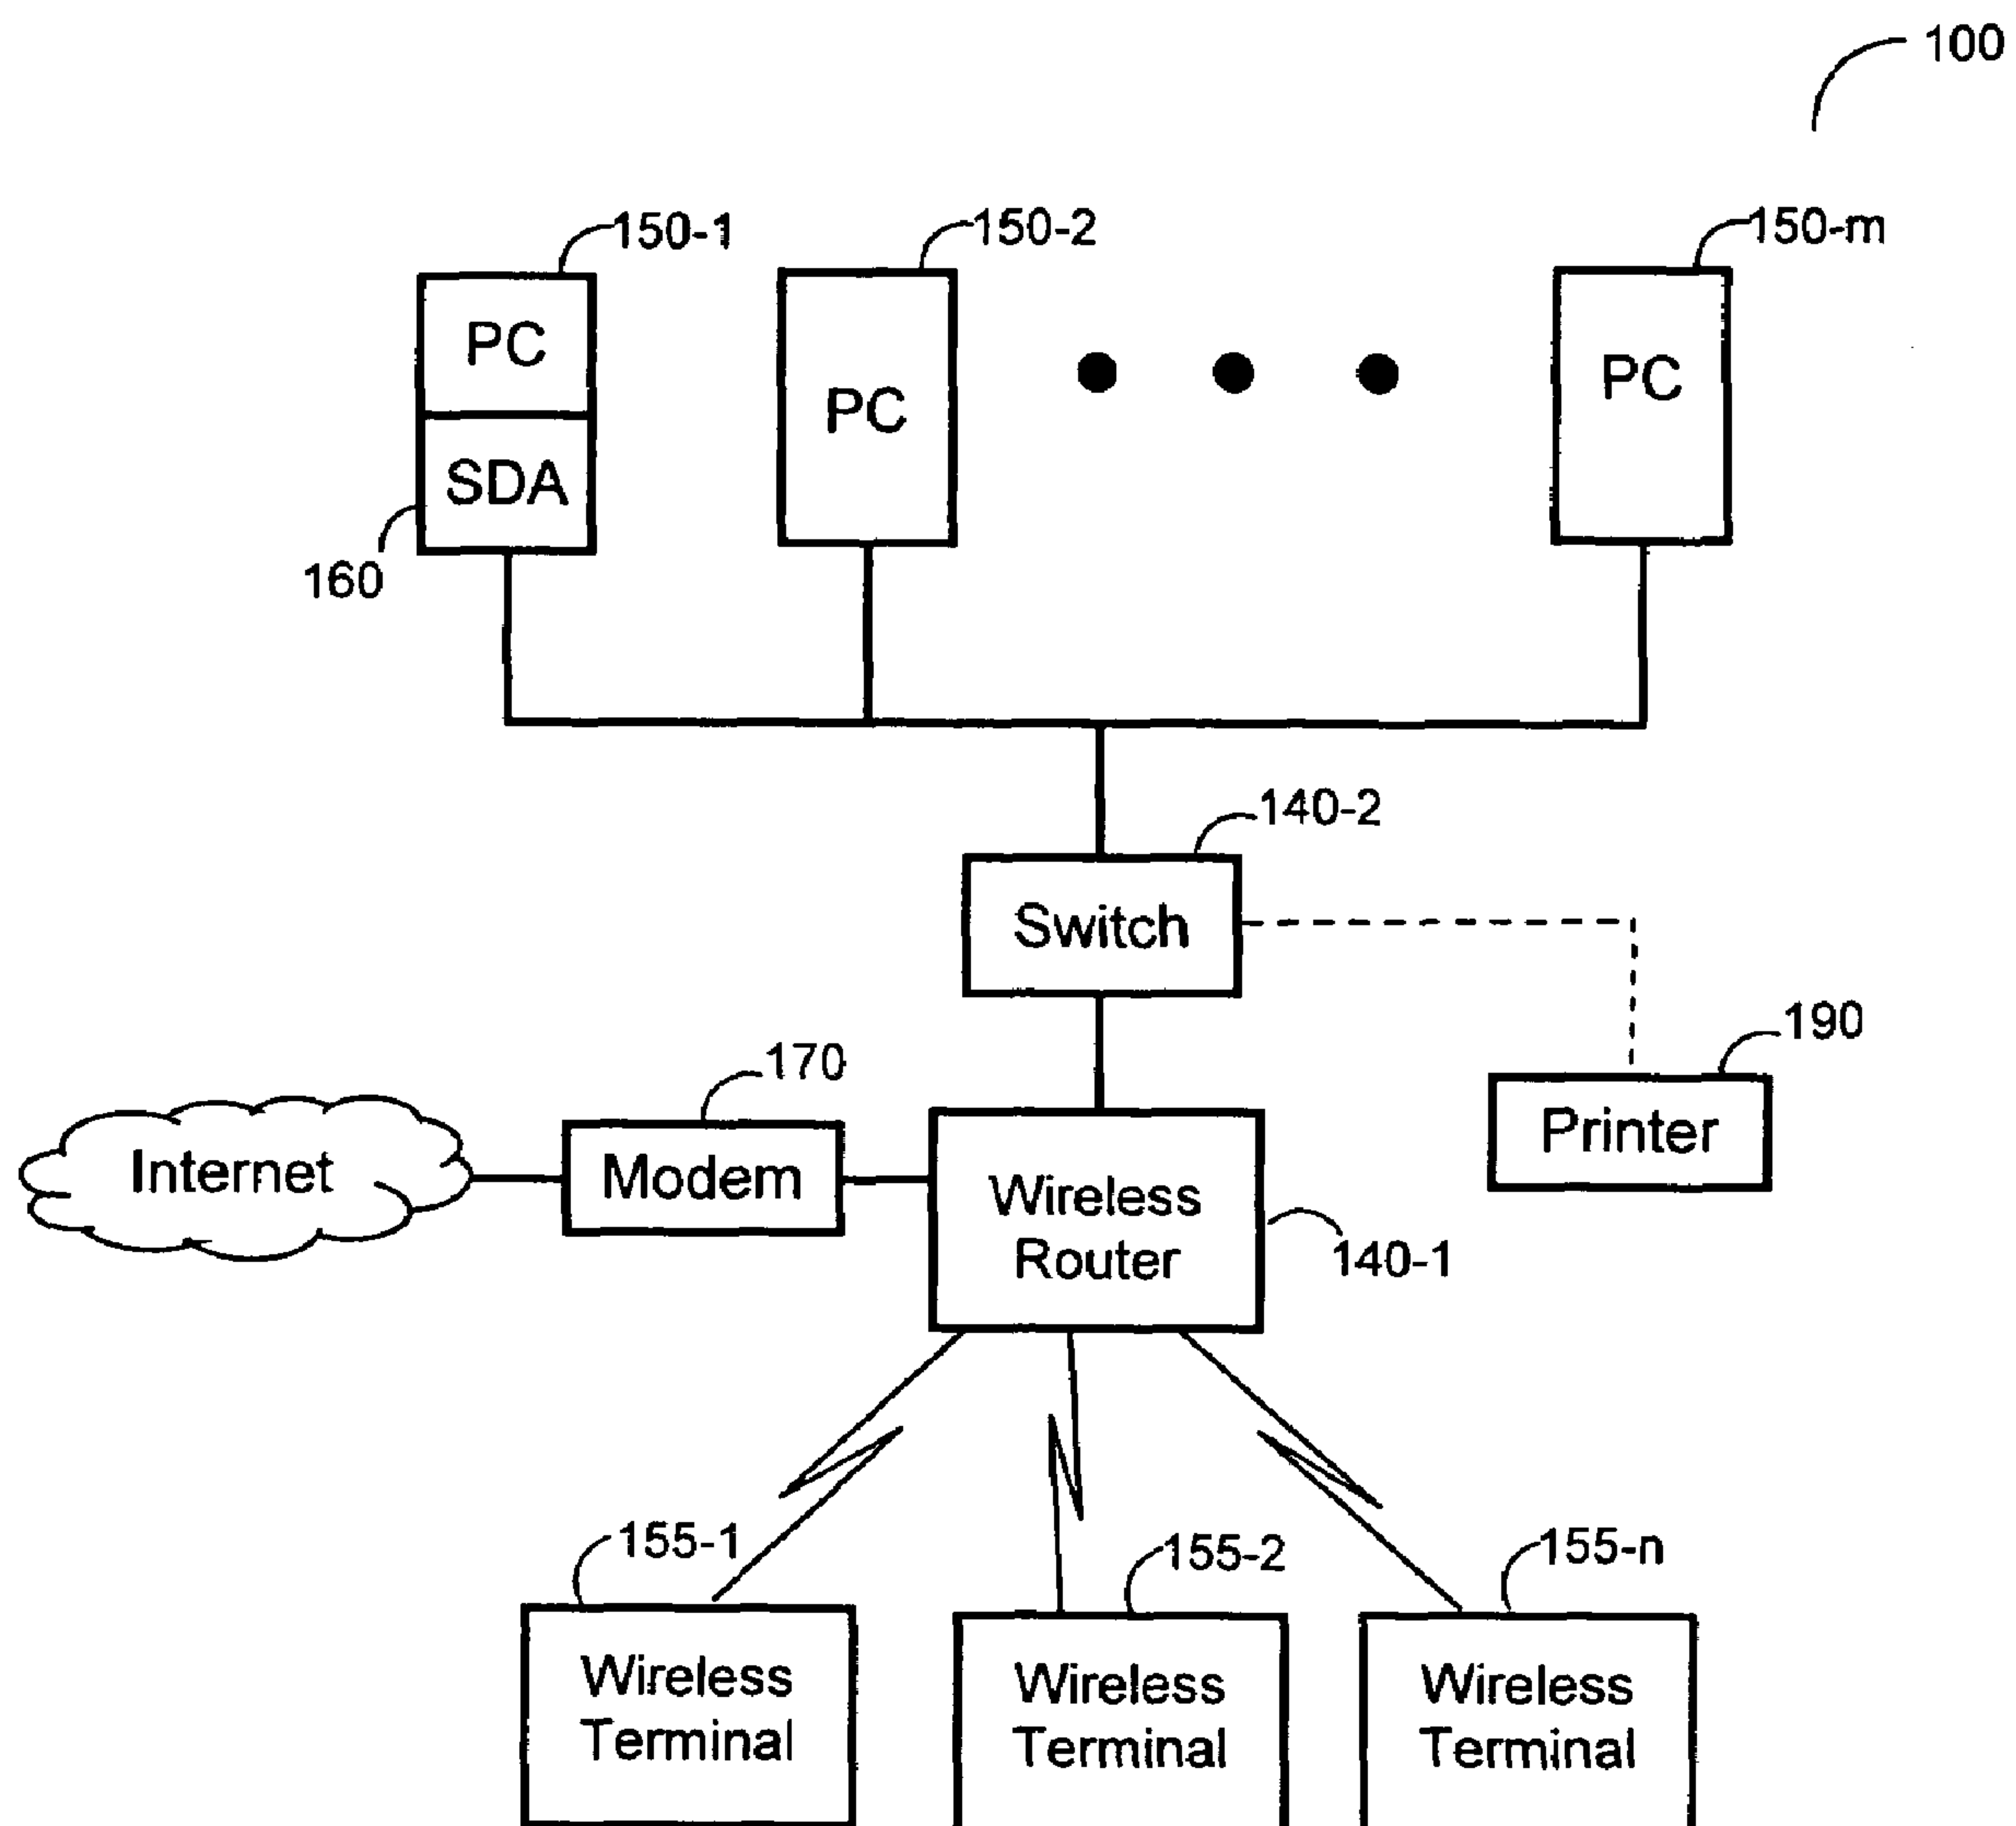 100
150-1
150-2
150-m
PC
SDA
PC
PC
160
140-2
Switch
190
Printer
170
Internet
Modem
Wireless
Router
140-1
155-1
155-2
155-n
Wireless
Terminal
Wireless
Terminal
Wireless
Terminal